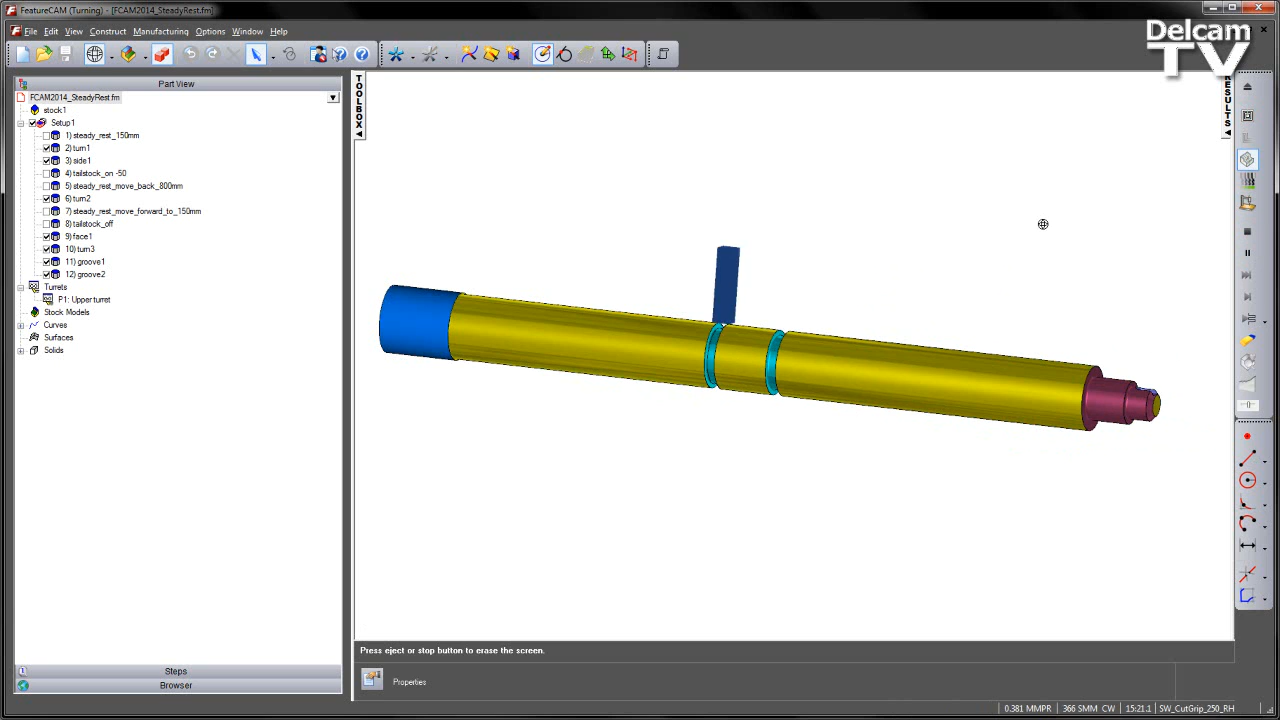 FeatureCAM (Turning) - [FCAM2014_SteadyRest.fm]
File Edit View Construct Manufacturing Options Window Help
Delcam
TV
Part View
FCAM2014_SteadyRest.fm
stock1
Setup1
1) steady_rest_150mm
2) turn1
3) side1
4) tailstock_on -50
5) steady_rest_move_back_800mm
6) turn2
7) steady_rest_move_forward_to_150mm
8) tailstock_off
9) face1
10) turn3
11) groove1
12) groove2
Turrets
P1: Upper turret
Stock Models
Curves
Surfaces
Solids
TOOLBOX
RESULTS
Steps
Browser
Press eject or stop button to erase the screen.
Properties
0.381 MMPR 366 SMM CW 15:21.1 SW_CutGrip_250_RH